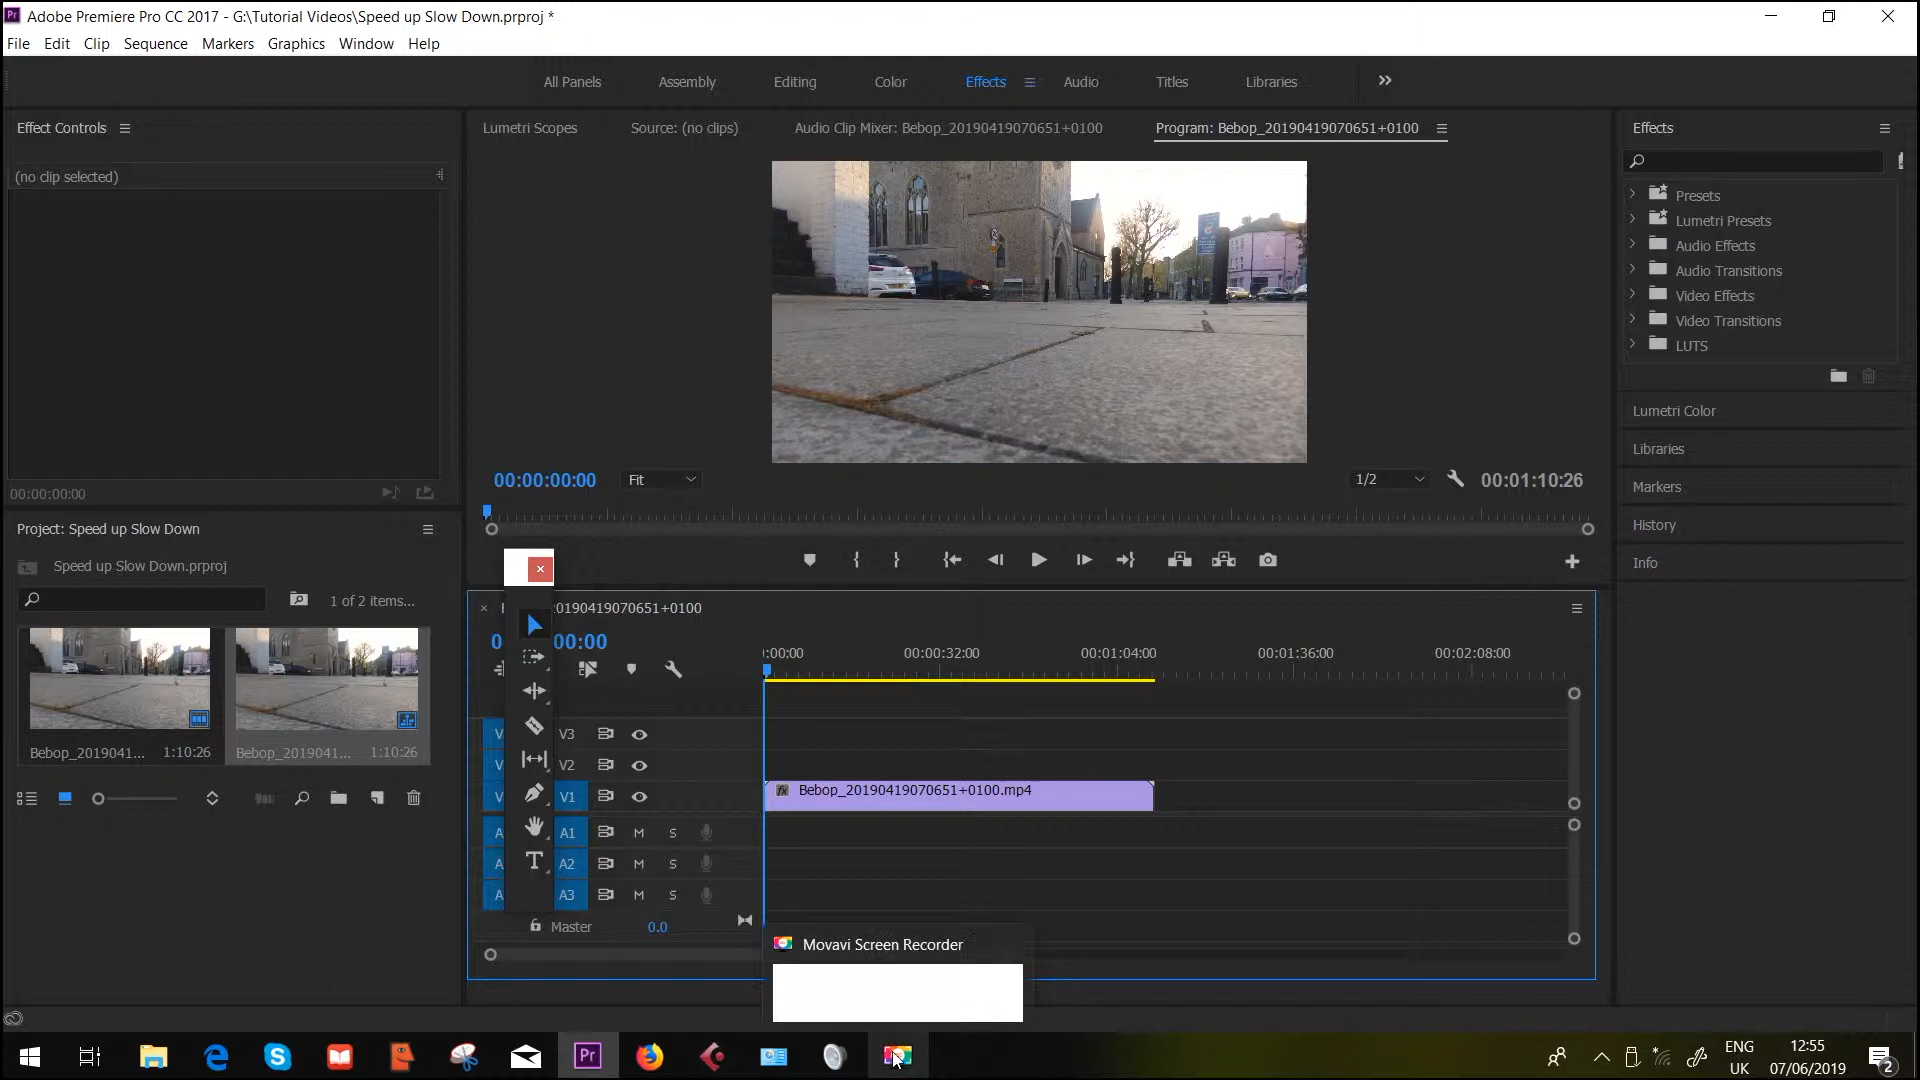 Adobe Premiere Pro CC 2017 - G:\Tutorial Videos\Speed up Slow Down.prproj *
File Edit Clip Sequence Markers Graphics Window Help
All Panels Assembly Editing Color Effects Audio Titles Libraries
Effect Controls
Lumetri Scopes Source: (no clips) Audio Clip Mixer: Bebop_20190419070651+0100 Program: Bebop_20190419070651+0100
Effects
(no clip selected)
Presets
Lumetri Presets
Audio Effects
Audio Transitions
Video Effects
Video Transitions
LUTS
Lumetri Color
Libraries
Markers
History
Info
00:00:00:00 Fit 1/2 00:01:10:26
00:00:00:00
Project: Speed up Slow Down
Speed up Slow Down.prproj
1 of 2 items...
Bebop_2019041... 1:10:26 Bebop_2019041... 1:10:26
20190419070651+0100
0 00:00
:00:00 00:00:32:00 00:01:04:00 00:01:36:00 00:02:08:00
V V3
V V2
V V1 fx Bebop_20190419070651+0100.mp4
A A1 M S
A A2 M S
A A3 M S
Master 0.0
T
Movavi Screen Recorder
Pr
ENG
UK
12:55
07/06/2019
2